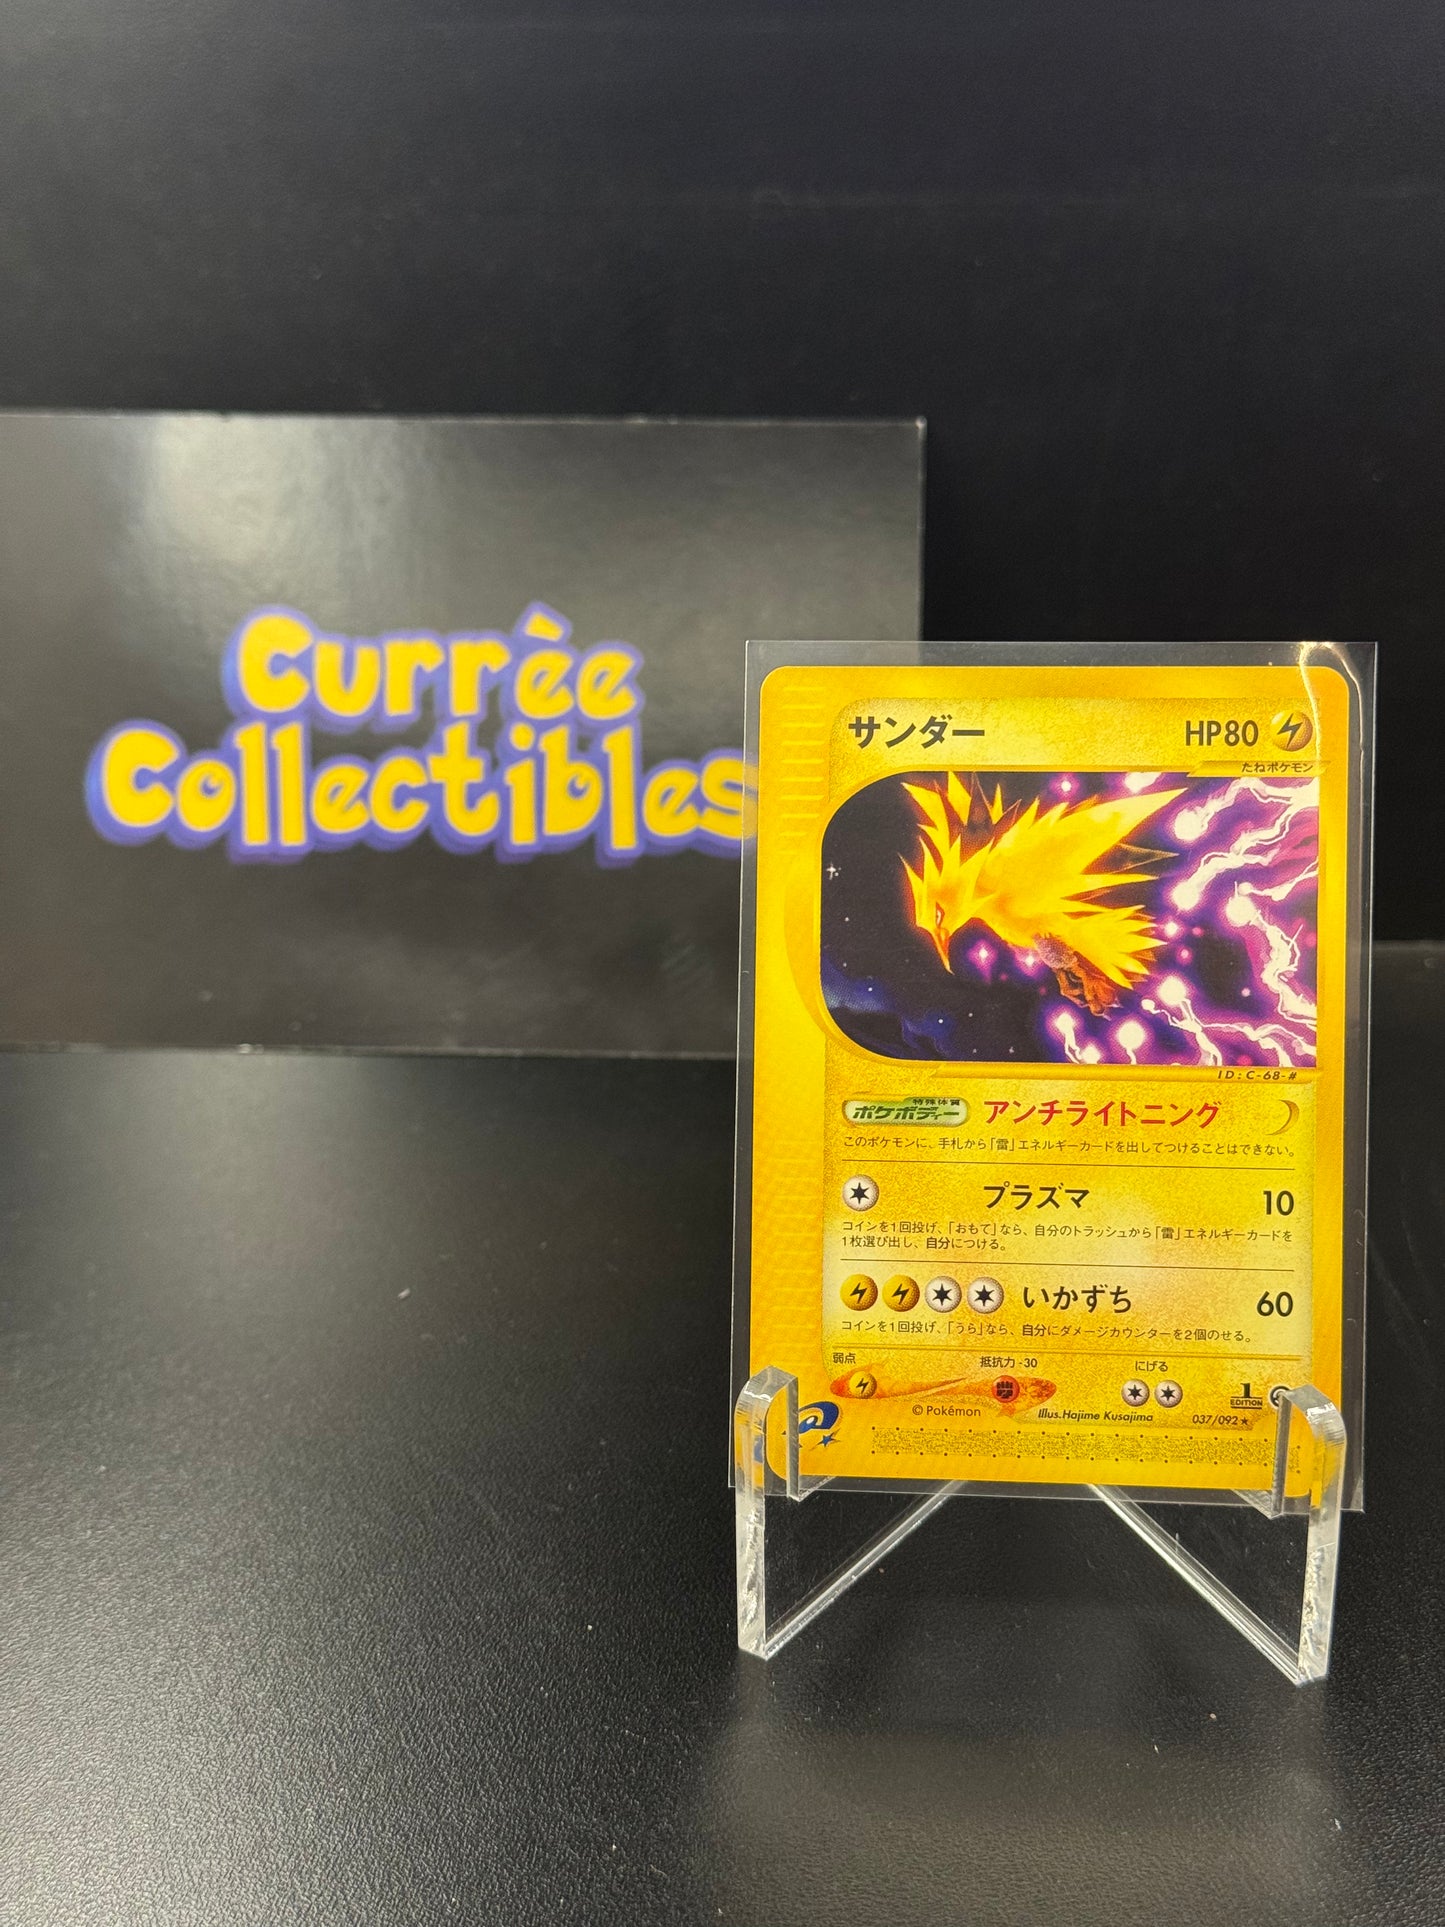 Currèe
Collectibles
サンダー HP80
たねポケモン
ID:C-68-#
特殊体質
ポケボディー アンチライトニング
このポケモンに、手札から「雷」エネルギーカードを出してつけることはできない。
プラズマ 10
コインを1回投げ、「おもて」なら、自分のトラッシュから「雷」エネルギーカードを
1枚選び出し、自分につける。
いかずち 60
コインを1回投げ、「うら」なら、自分にダメージカウンターを2個のせる。
弱点 抵抗力-30 にげる
© Pokémon Illus.Hajime Kusajima 037/092★ 1 EDITION